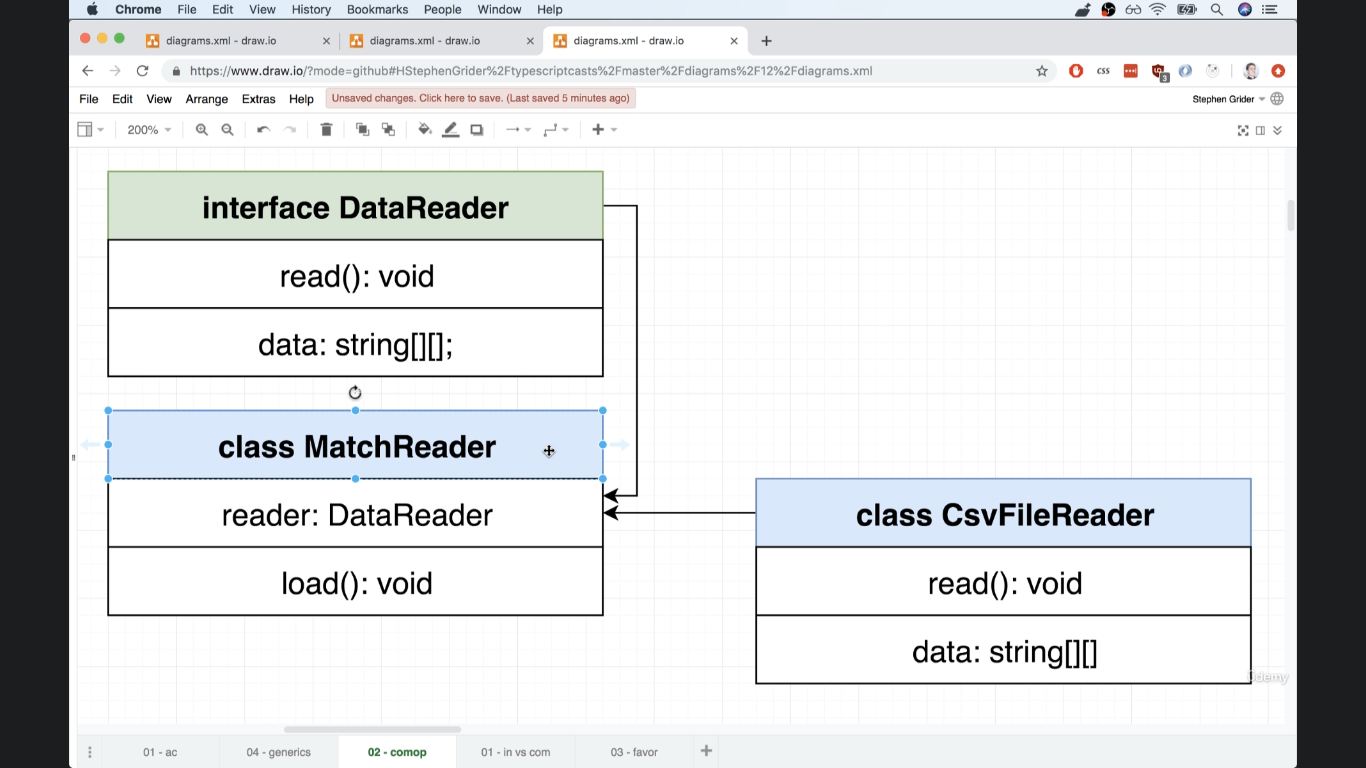 Chrome File Edit View History Bookmarks People Window Help
diagrams.xml - draw.io
diagrams.xml - draw.io
diagrams.xml - draw.io
https://www.draw.io/?mode=github#HStephenGrider%2Ftypescriptcasts%2Fmaster%2Fdiagrams%2F12%2Fdiagrams.xml
css
3
File Edit View Arrange Extras Help Unsaved changes. Click here to save. (Last saved 5 minutes ago) Stephen Grider
200%
interface DataReader
read(): void
data: string[][];
class MatchReader
reader: DataReader
load(): void
class CsvFileReader
read(): void
data: string[][]
Udemy
01 - ac 04 - generics 02 - comop 01 - in vs com 03 - favor